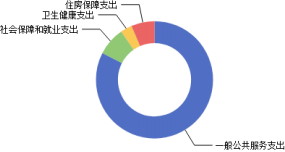 住房保障支出
卫生健康支出
社会保障和就业支出
一般公共服务支出